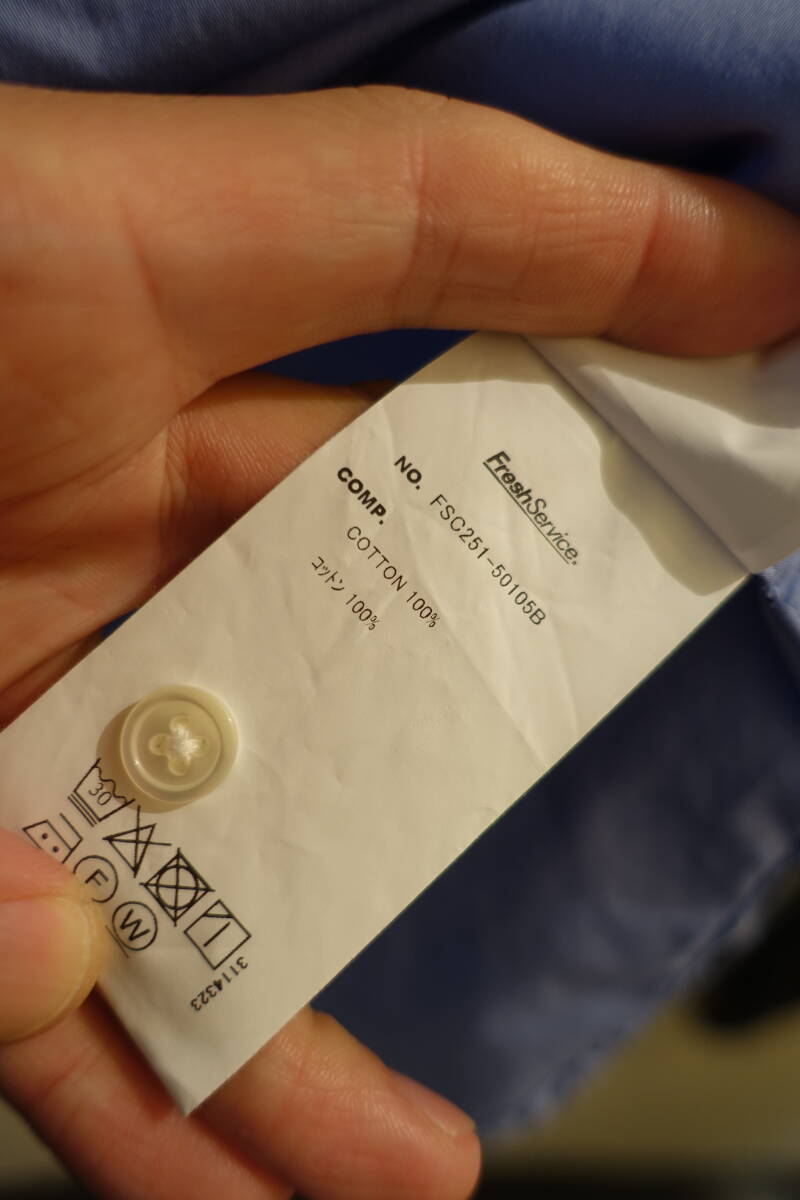 FreshService.
NO. FSC251-50105B
COMP.
COTTON 100%
コットン 100%
30
F
W
3114323